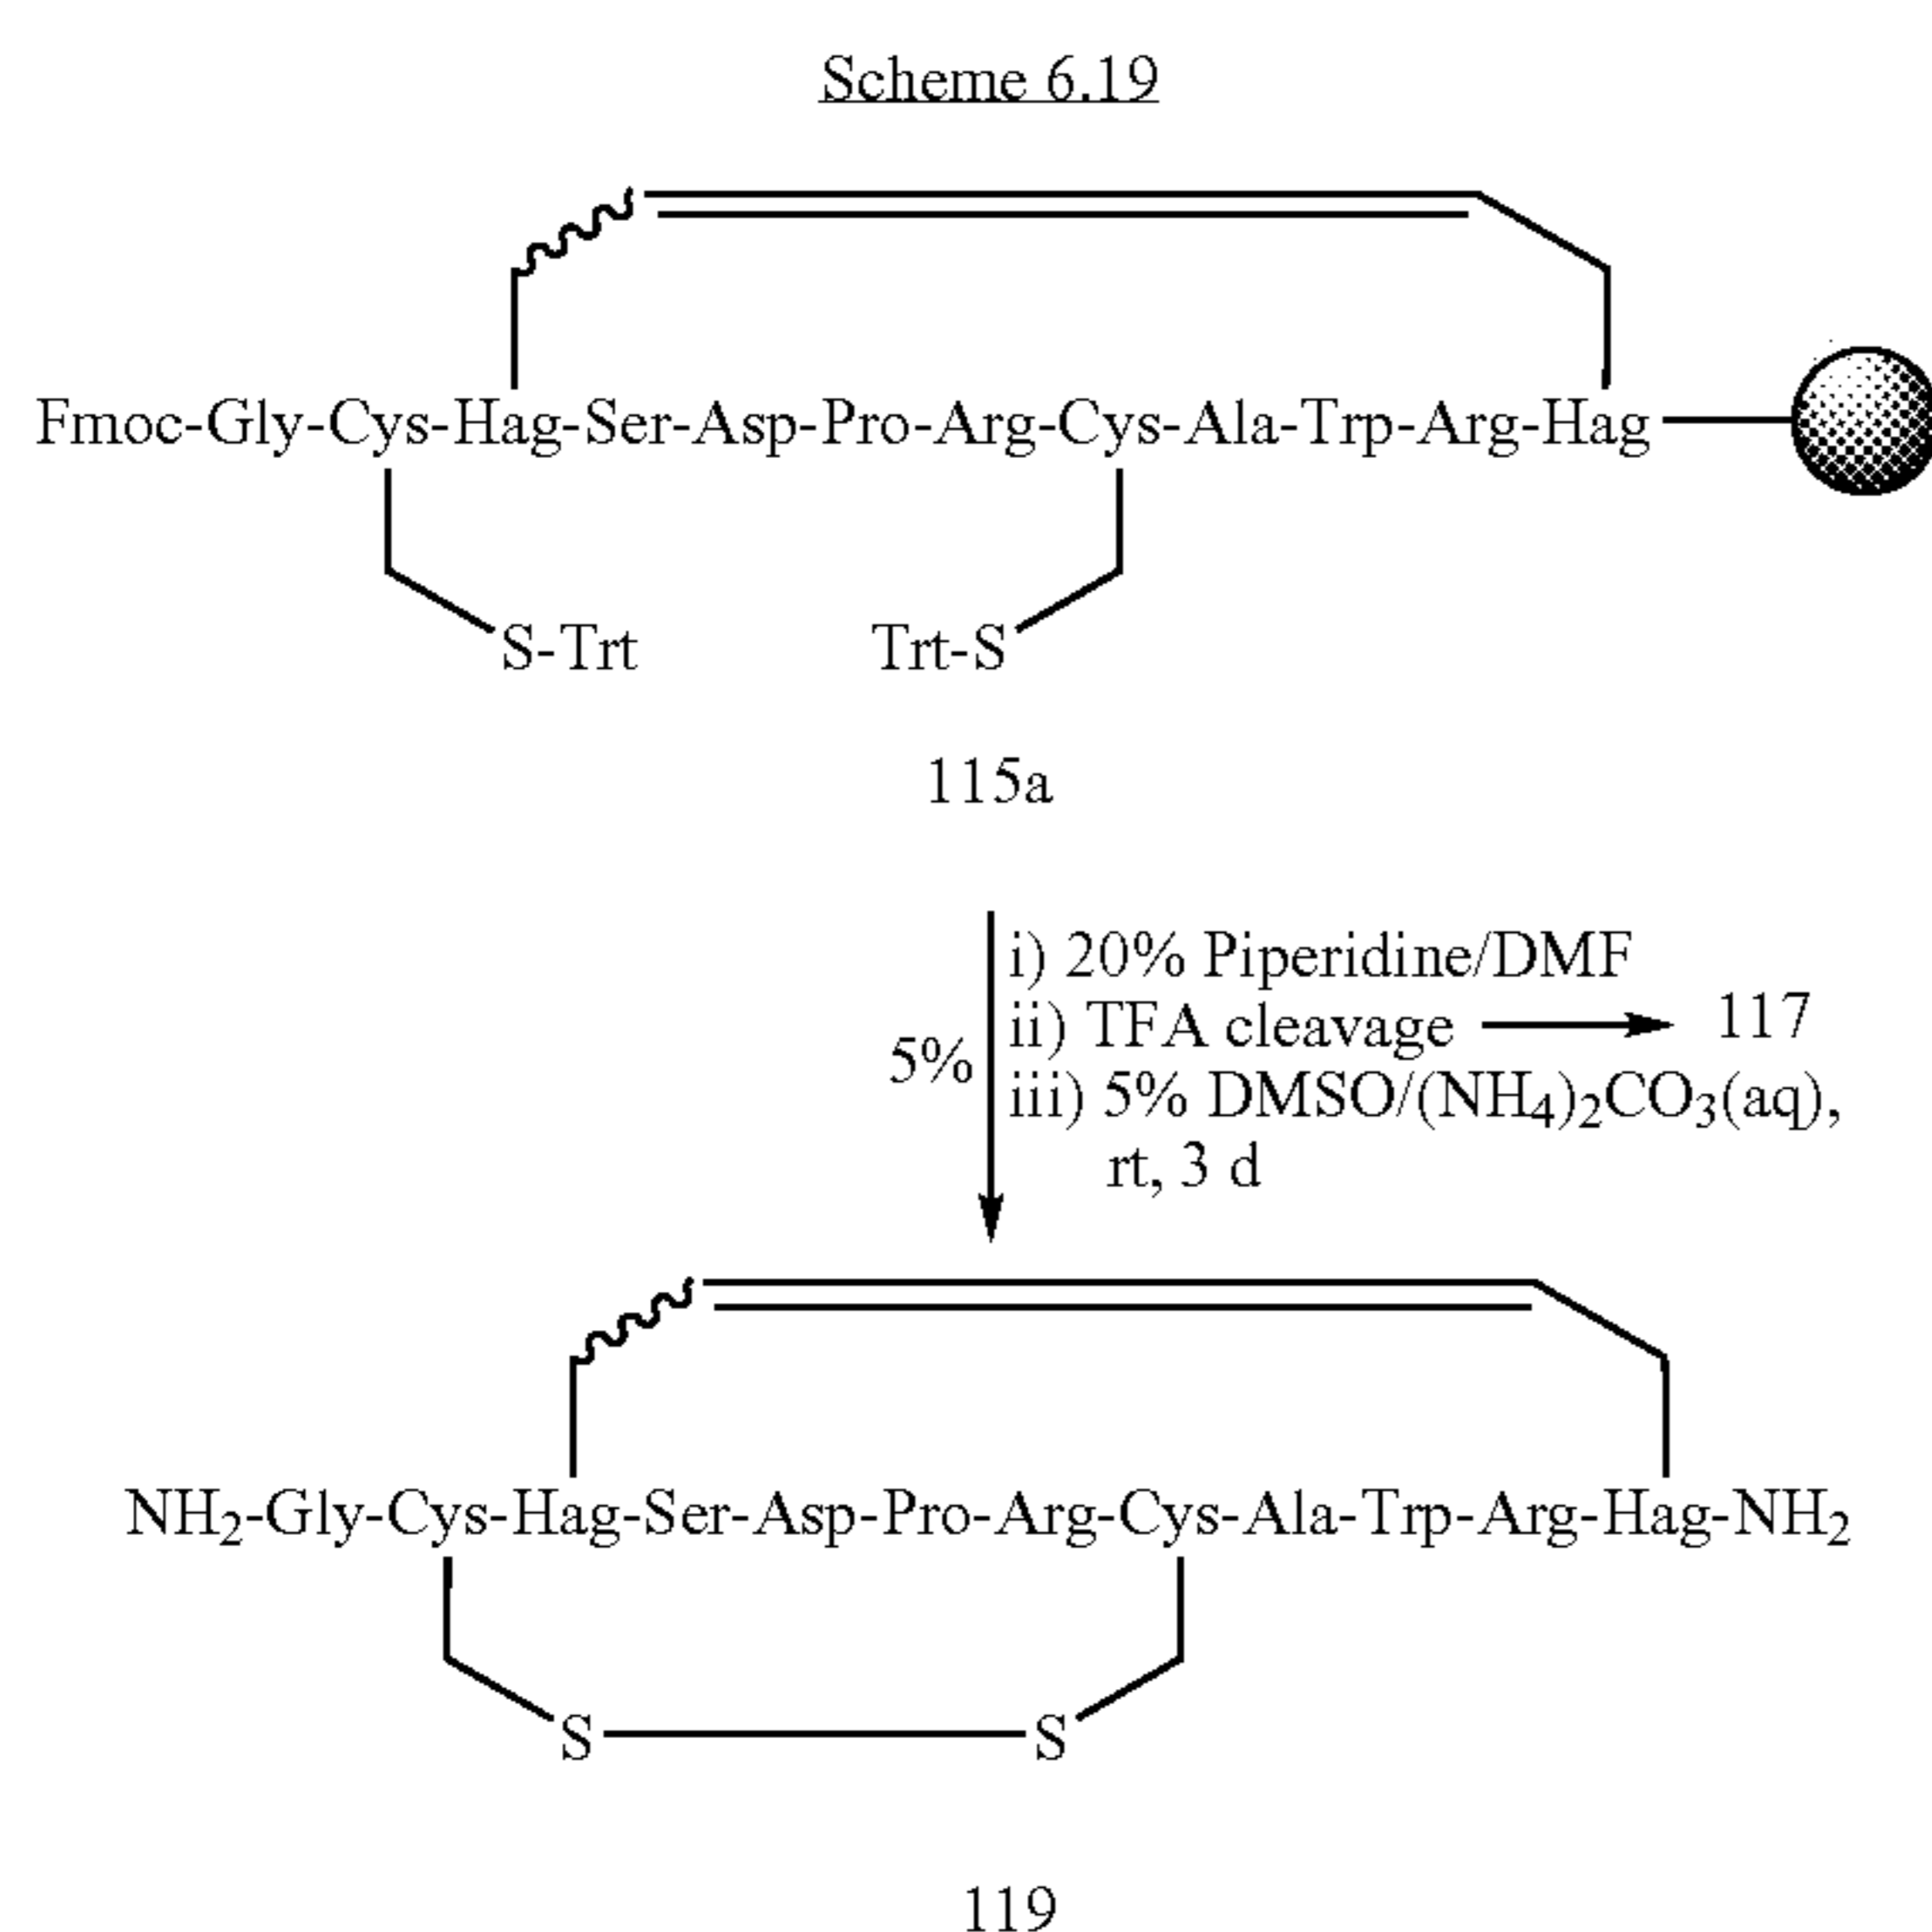 Scheme 6.19
Fmoc-Gly-Cys-Hag-Ser-Asp-Pro-Arg-Cys-Ala-Trp-Arg-Hag
S-Trt Trt-S
115a
i) 20% Piperidine/DMF
ii) TFA cleavage 117
5%
iii) 5% DMSO/(NH4)2CO3(aq),
rt, 3 d
NH2-Gly-Cys-Hag-Ser-Asp-Pro-Arg-Cys-Ala-Trp-Arg-Hag-NH2
S S
119